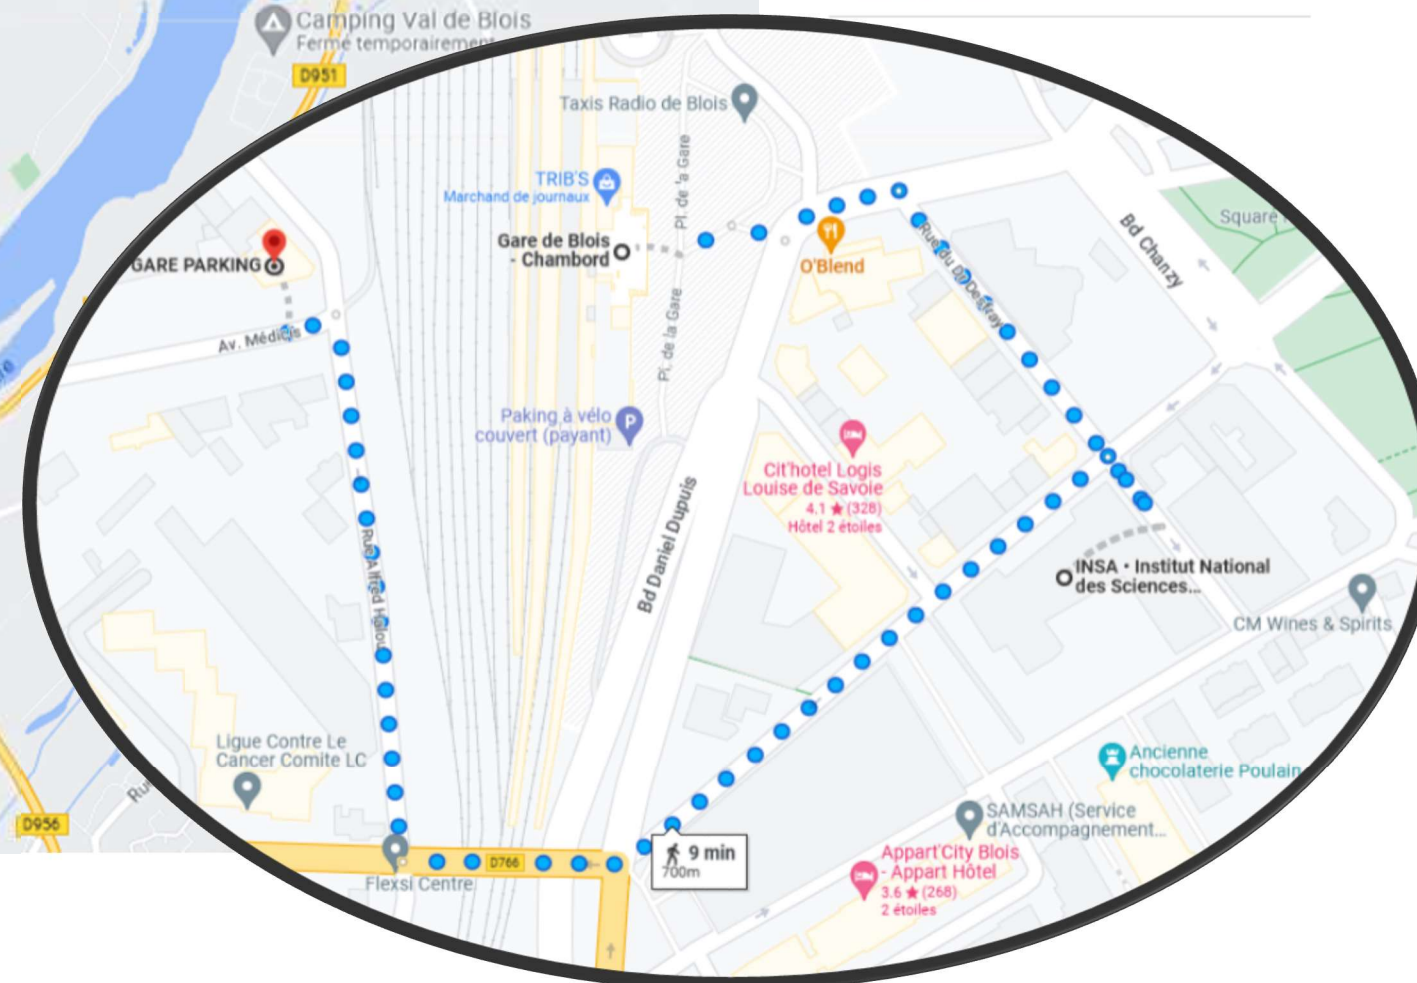 Camping Val de Blois
Fermé temporairement
D951
Taxis Radio de Blois
TRIB'S
Marchand de journaux
Pl. de la Gare
Gare de Blois
- Chambord
O'Blend
Rue du Dr Desfray
Bd Chanzy
Square
GARE PARKING
Av. Médicis
Pl. de la Gare
Paking à vélo
couvert (payant)
P
Cit'hotel Logis
Louise de Savoie
4.1 ★ (328)
Hôtel 2 étoiles
Bd Daniel Dupuis
Rue Alfred Halou
INSA • Institut National
des Sciences...
CM Wines & Spirits
Ligue Contre Le
Cancer Comite LC
Ancienne
chocolaterie Poulain
SAMSAH (Service
d'Accompagnement...
D956
D766
9 min
700m
Flexsi Centre
Appart'City Blois
- Appart Hôtel
3.6 ★ (268)
2 étoiles